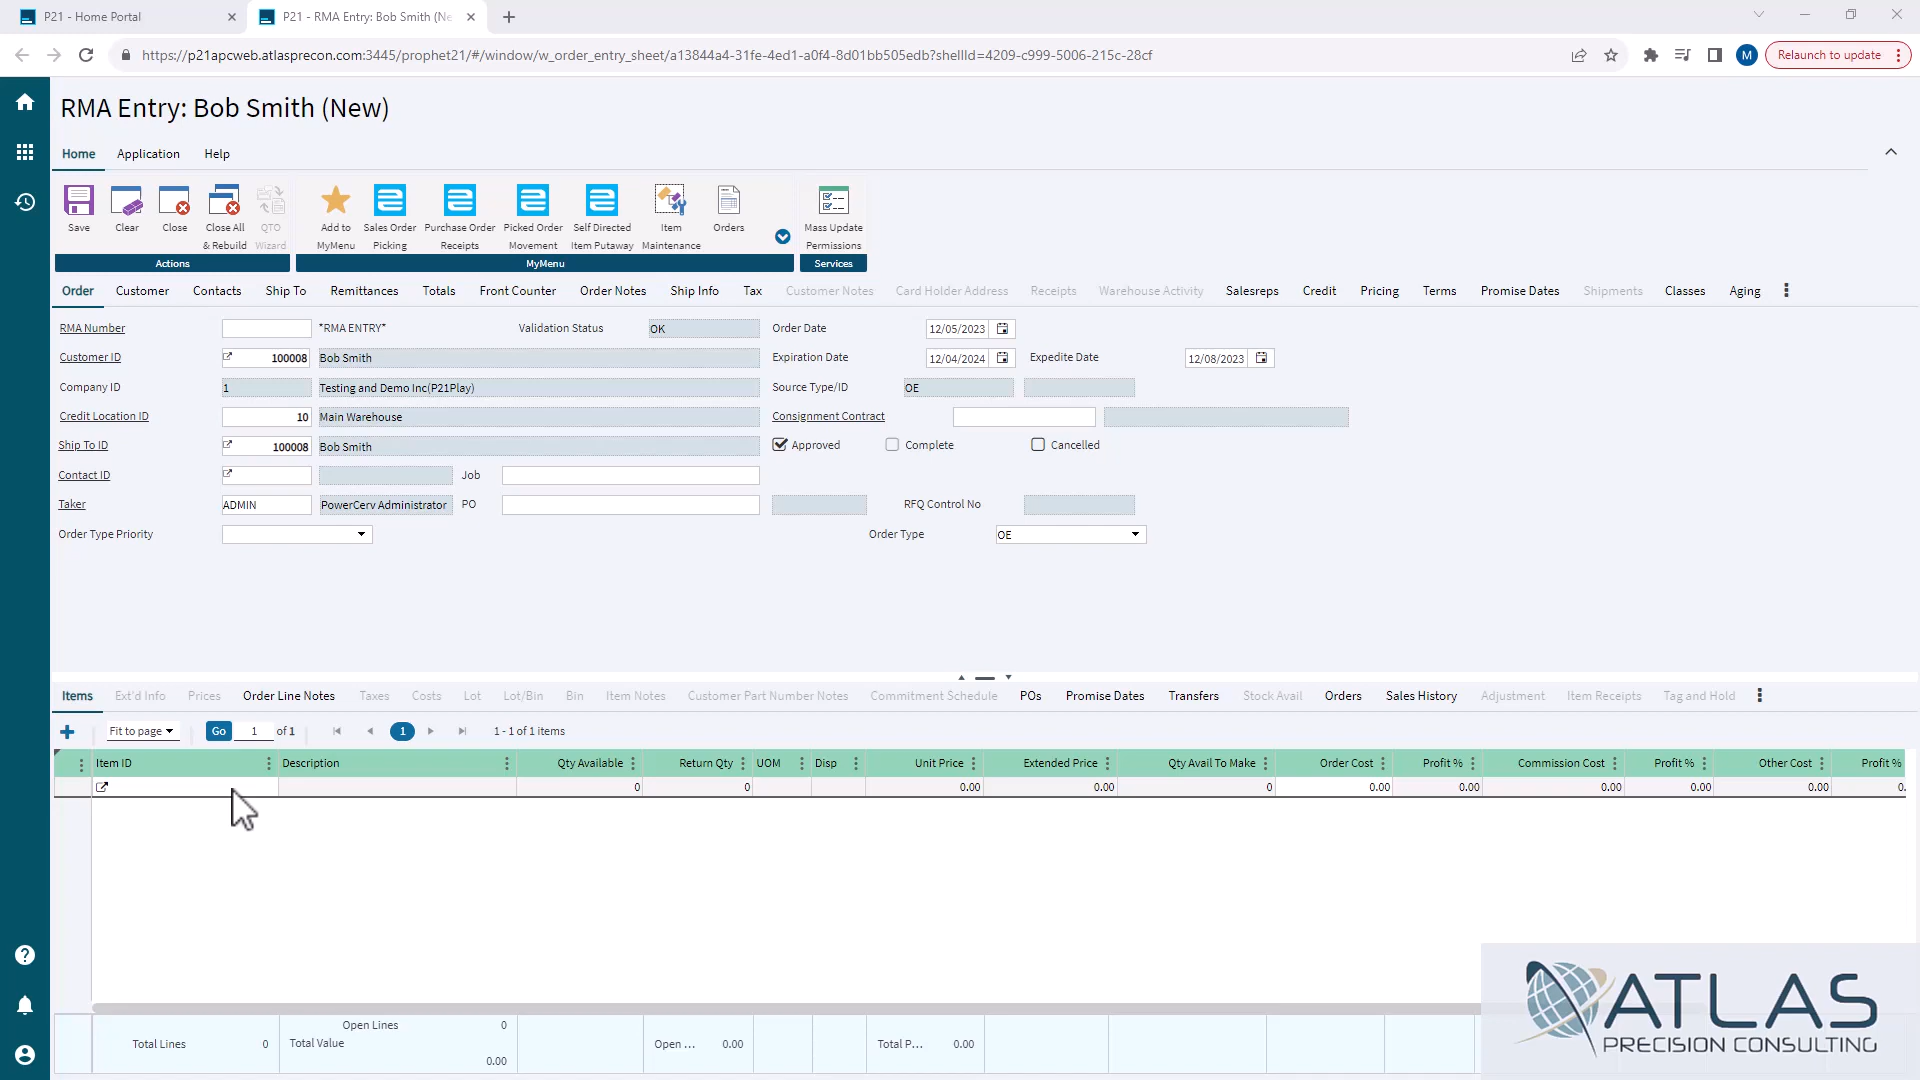 P21 - Home Portal
P21 - RMA Entry: Bob Smith (Ne
https://p21apcweb.atlasprecon.com:3445/prophet21/#/window/w_order_entry_sheet/a13844a4-31fe-4ed1-a0f4-8d01bb505edb?shellId=4209-c999-5006-215c-28cf
M
Relaunch to update
RMA Entry: Bob Smith (New)
Home Application Help
Save Clear Close Close All & Rebuild QTO Wizard Add to MyMenu Sales Order Picking Purchase Order Receipts Picked Order Movement Self Directed Item Putaway Item Maintenance Orders Mass Update Permissions
Actions MyMenu Services
Order Customer Contacts Ship To Remittances Totals Front Counter Order Notes Ship Info Tax Customer Notes Card Holder Address Receipts Warehouse Activity Salesreps Credit Pricing Terms Promise Dates Shipments Classes Aging
RMA Number *RMA ENTRY* Validation Status OK Order Date 12/05/2023
Customer ID 100008 Bob Smith Expiration Date 12/04/2024 Expedite Date 12/08/2023
Company ID 1 Testing and Demo Inc(P21Play) Source Type/ID OE
Credit Location ID 10 Main Warehouse Consignment Contract
Ship To ID 100008 Bob Smith Approved Complete Cancelled
Contact ID Job
Taker ADMIN PowerCerv Administrator PO RFQ Control No
Order Type Priority Order Type OE
Items Ext'd Info Prices Order Line Notes Taxes Costs Lot Lot/Bin Bin Item Notes Customer Part Number Notes Commitment Schedule POs Promise Dates Transfers Stock Avail Orders Sales History Adjustment Item Receipts Tag and Hold
Fit to page Go 1 of 1 1 1 - 1 of 1 items
Item ID Description Qty Available Return Qty UOM Disp Unit Price Extended Price Qty Avail To Make Order Cost Profit % Commission Cost Profit % Other Cost Profit %
0 0 0.00 0.00 0 0.00 0.00 0.00 0.00 0.00 0.
Open Lines 0
Total Lines 0 Total Value 0.00 Open ... 0.00 Total P... 0.00
ATLAS
PRECISION CONSULTING